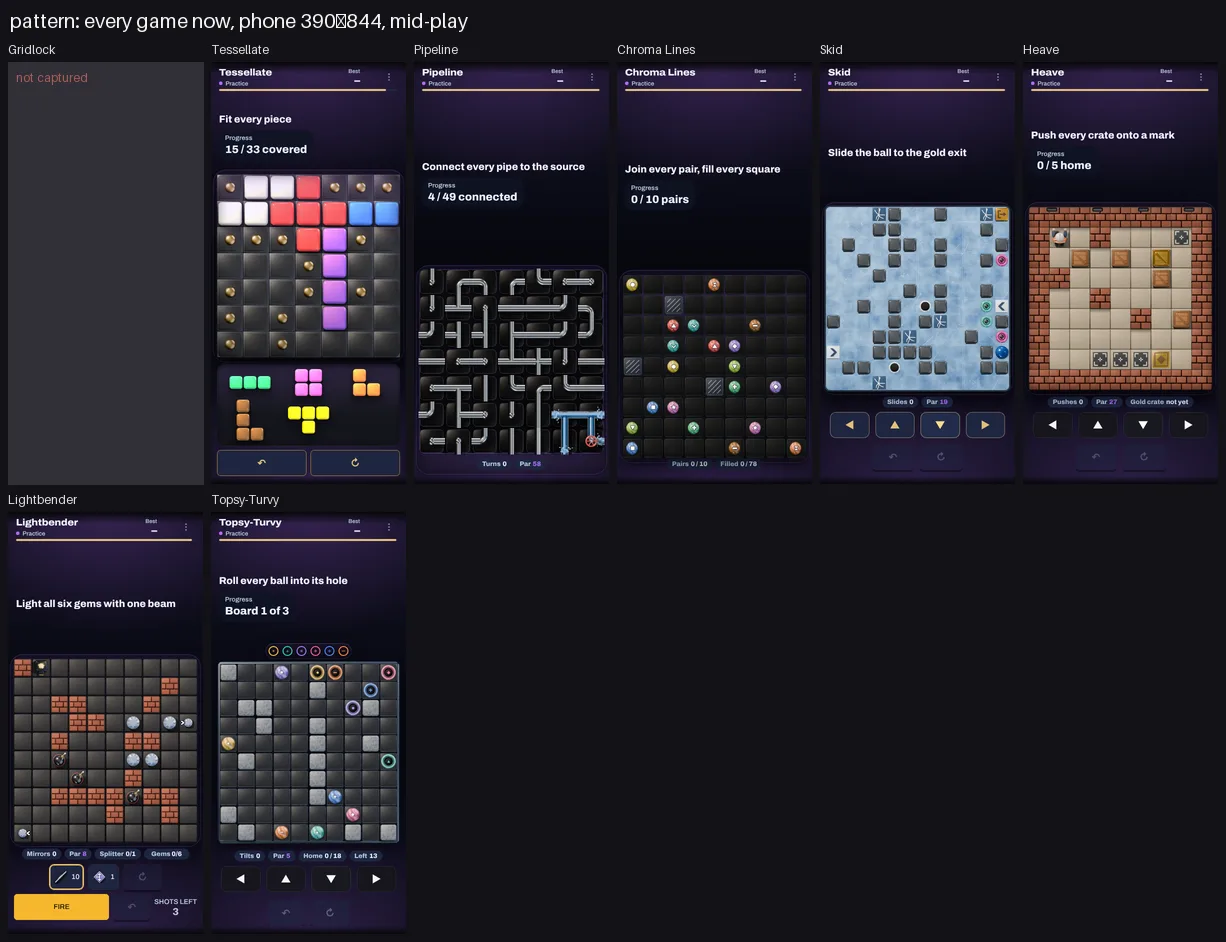 pattern: every game now, phone 390▯844, mid-play
Gridlock
not captured
Tessellate
Tessellate
Practice
Best
–
Fit every piece
Progress
15 / 33 covered
Pipeline
Pipeline
Practice
Best
–
Connect every pipe to the source
Progress
4 / 49 connected
Turns 0 Par 58
Chroma Lines
Chroma Lines
Practice
Best
–
Join every pair, fill every square
Progress
0 / 10 pairs
Pairs 0 / 10 Filled 0 / 78
Skid
Skid
Practice
Best
–
Slide the ball to the gold exit
Slides 0 Par 19
Heave
Heave
Practice
Best
–
Push every crate onto a mark
Progress
0 / 5 home
Pushes 0 Par 27 Gold crate not yet
Lightbender
Lightbender
Practice
Best
–
Light all six gems with one beam
Mirrors 0 Par 8 Splitter 0/1 Gems 0/6
10 1
FIRE
SHOTS LEFT
3
Topsy-Turvy
Topsy-Turvy
Practice
Best
–
Roll every ball into its hole
Progress
Board 1 of 3
Tilts 0 Par 5 Home 0 / 18 Left 13